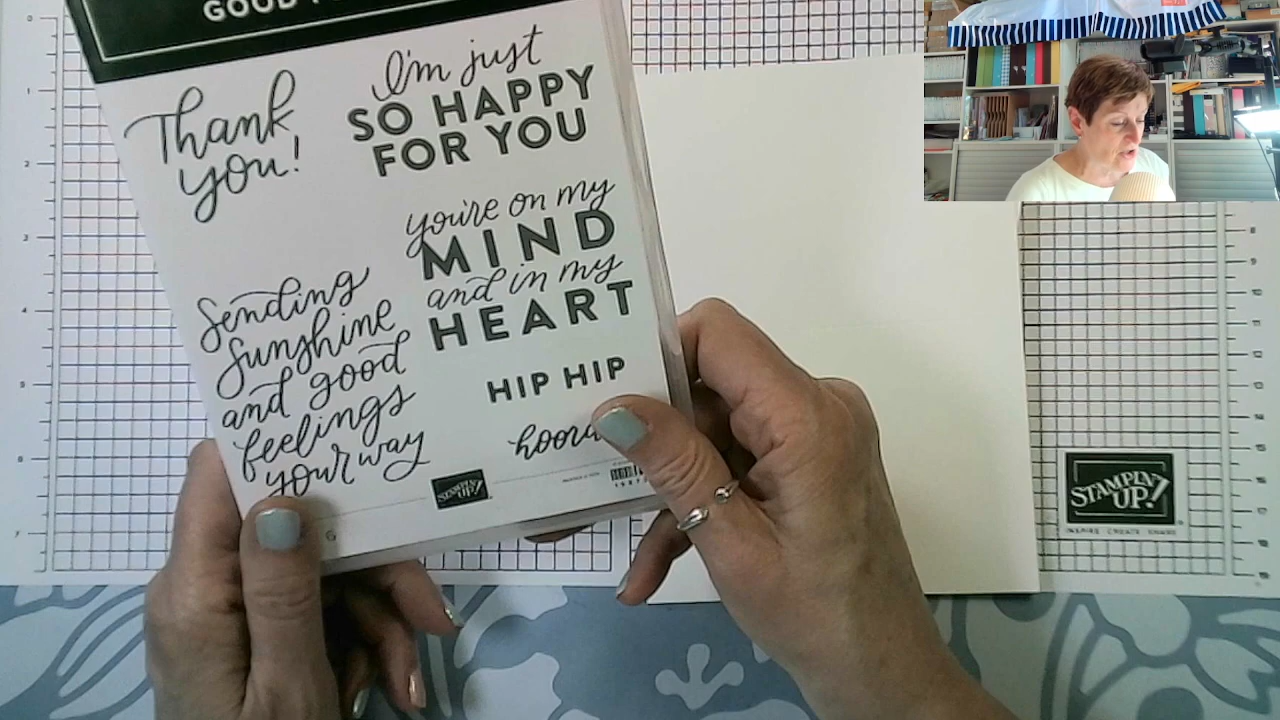 GOOD
Thank
you!
I'm just
SO HAPPY
FOR YOU
you're on my
MIND
and in my
HEART
Sending
Sunshine
and good
feelings
your way
HIP HIP
STAMPIN'
UP!
G
STAMPIN'
UP!
INSPIRE CREATE SHARE